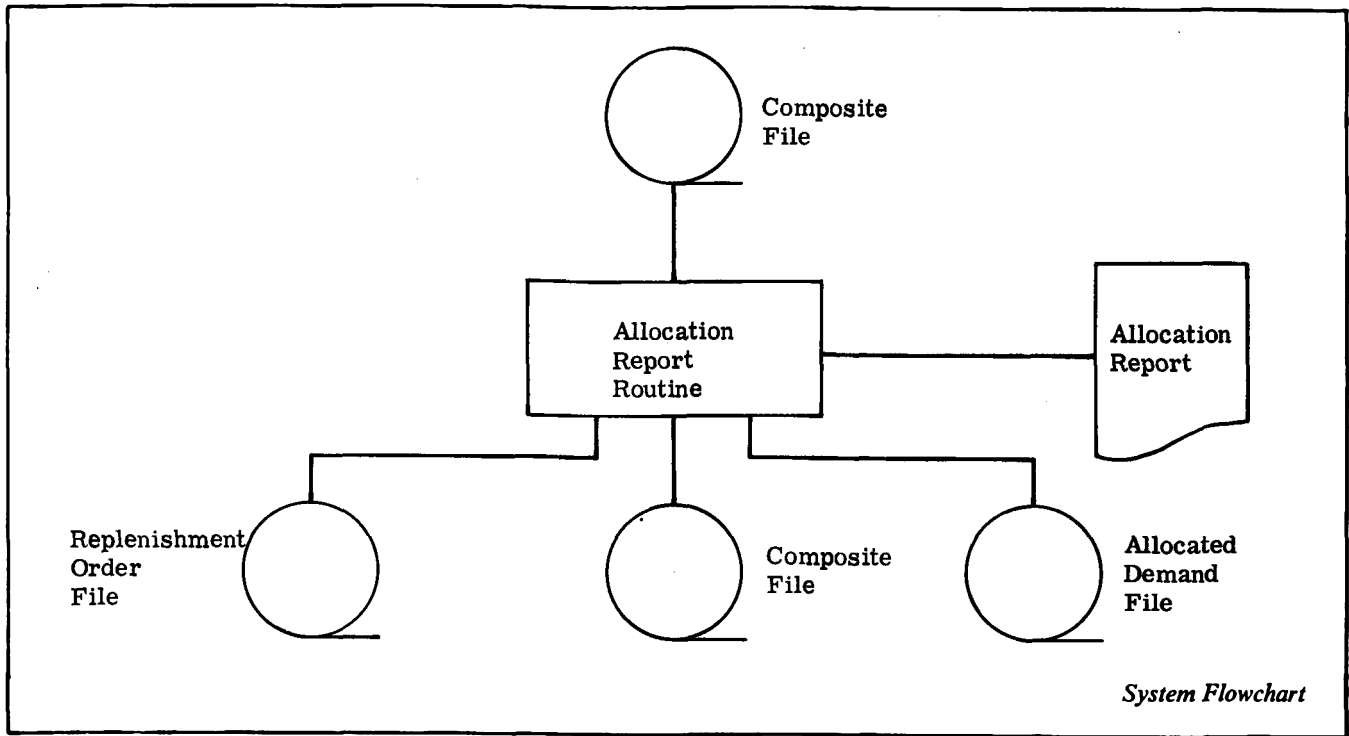 Composite
File
Allocation
Report
Routine
Allocation
Report
Replenishment
Order
File
Composite
File
Allocated
Demand
File
System Flowchart